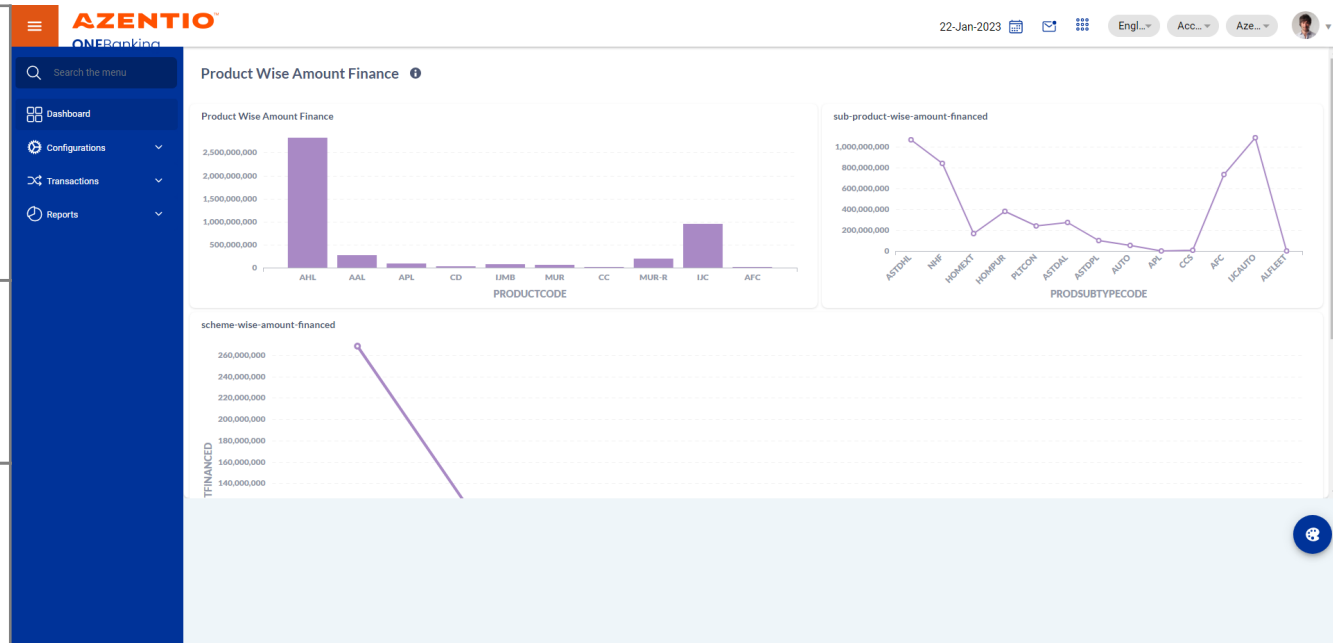 AZENTIO
ONEBanking
22-Jan-2023
Engl...
Acc...
Aze...
Search the menu
Dashboard
Configurations
Transactions
Reports
Product Wise Amount Finance
Product Wise Amount Finance
2,500,000,000
2,000,000,000
1,500,000,000
1,000,000,000
500,000,000
0
AHL AAL APL CD IJMB MUR CC MUR-R IJC AFC
PRODUCTCODE
sub-product-wise-amount-financed
1,000,000,000
800,000,000
600,000,000
400,000,000
200,000,000
0
ASTDHL NHF HOMEXT HOMPUR PLTCON ASTDAL ASTDPL AUTO APL CCS AFC IJCAUTO ALFLEET
PRODSUBTYPECODE
scheme-wise-amount-financed
260,000,000
240,000,000
220,000,000
200,000,000
180,000,000
160,000,000
140,000,000
TFINANCED